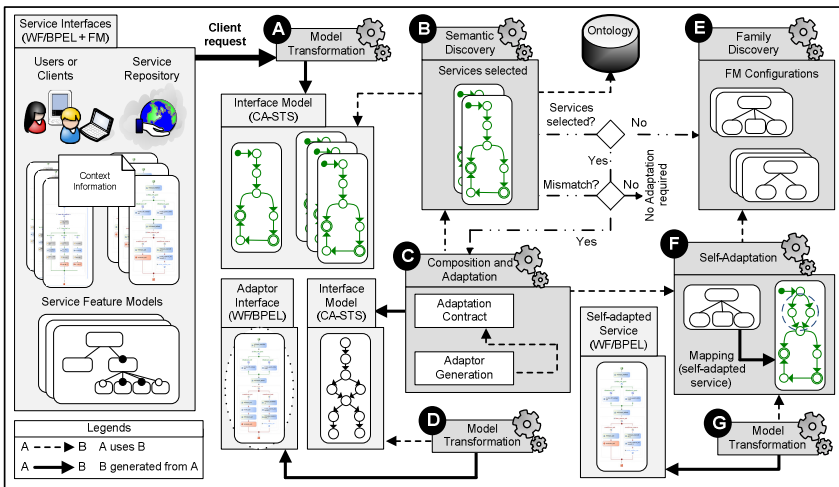 Service Interfaces
(WF/BPEL + FM)
Users or
Clients
Service
Repository
Context
Information
Service Feature Models
Legends
A B A uses B
A B B generated from A
Client
request
A
Model
Transformation
Interface Model
(CA-STS)
B
Semantic
Discovery
Services selected
Ontology
Services
selected?
No
Yes
Mismatch?
No
No Adaptation
required
Yes
E
Family
Discovery
FM Configurations
C
Composition and
Adaptation
Adaptation
Contract
Adaptor
Generation
Adaptor
Interface
(WF/BPEL)
Interface
Model
(CA-STS)
D
Model
Transformation
Self-adapted
Service
(WF/BPEL)
F
Self-Adaptation
Mapping
(self-adapted
service)
G
Model
Transformation